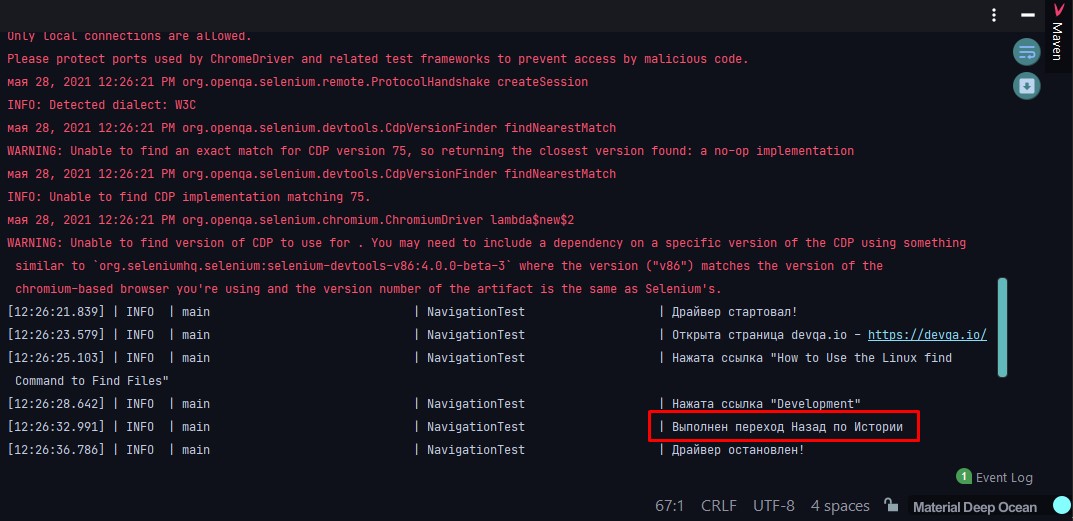 Maven
Only local connections are allowed.
Please protect ports used by ChromeDriver and related test frameworks to prevent access by malicious code.
мая 28, 2021 12:26:21 PM org.openqa.selenium.remote.ProtocolHandshake createSession
INFO: Detected dialect: W3C
мая 28, 2021 12:26:21 PM org.openqa.selenium.devtools.CdpVersionFinder findNearestMatch
WARNING: Unable to find an exact match for CDP version 75, so returning the closest version found: a no-op implementation
мая 28, 2021 12:26:21 PM org.openqa.selenium.devtools.CdpVersionFinder findNearestMatch
INFO: Unable to find CDP implementation matching 75.
мая 28, 2021 12:26:21 PM org.openqa.selenium.chromium.ChromiumDriver lambda$new$2
WARNING: Unable to find version of CDP to use for . You may need to include a dependency on a specific version of the CDP using something
similar to `org.seleniumhq.selenium:selenium-devtools-v86:4.0.0-beta-3` where the version ("v86") matches the version of the
chromium-based browser you're using and the version number of the artifact is the same as Selenium's.
[12:26:21.839] | INFO | main | NavigationTest | Драйвер стартовал!
[12:26:23.579] | INFO | main | NavigationTest | Открыта страница devqa.io – https://devqa.io/
[12:26:25.103] | INFO | main | NavigationTest | Нажата ссылка "How to Use the Linux find
Command to Find Files"
[12:26:28.642] | INFO | main | NavigationTest | Нажата ссылка "Development"
[12:26:32.991] | INFO | main | NavigationTest | Выполнен переход Назад по Истории
[12:26:36.786] | INFO | main | NavigationTest | Драйвер остановлен!
1 Event Log
67:1 CRLF UTF-8 4 spaces Material Deep Ocean